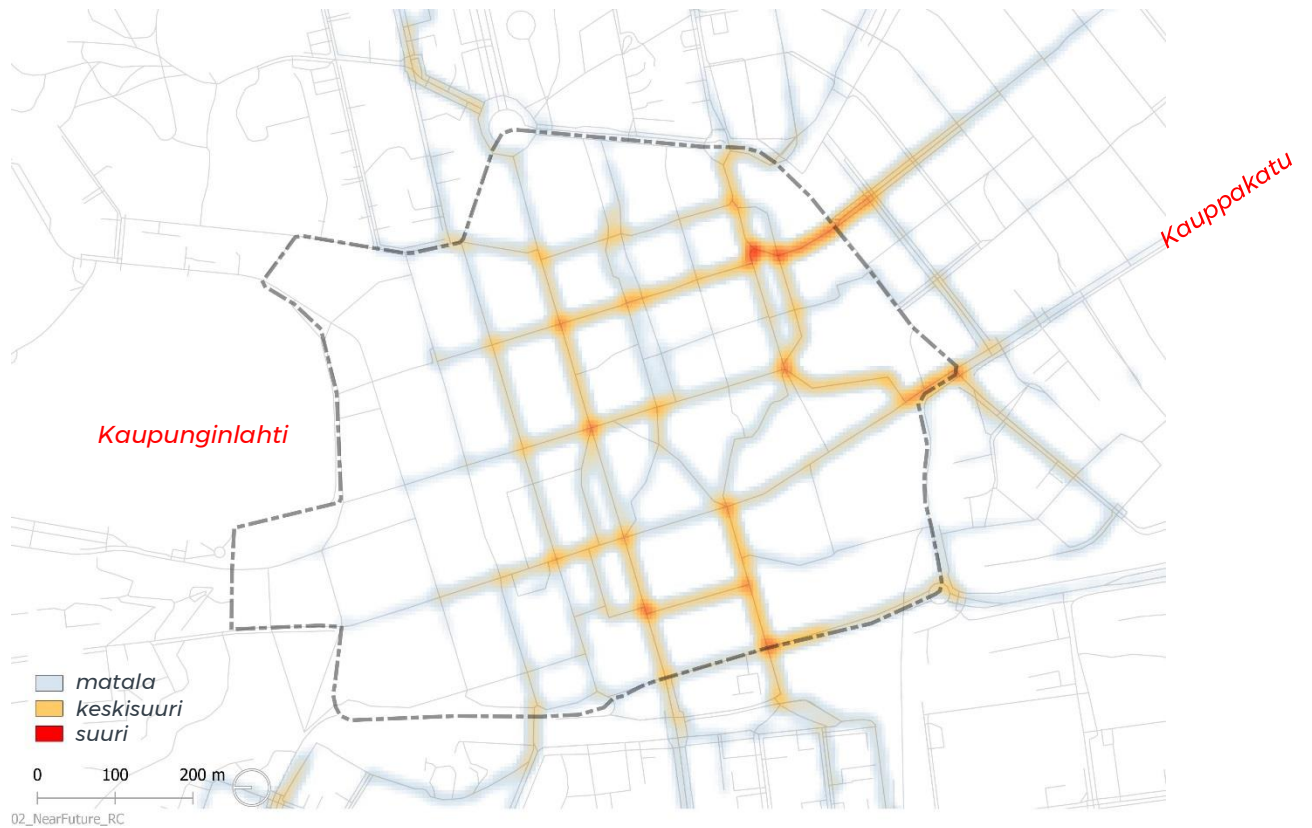 Kauppakatu
Kaupunginlahti
matala
keskisuuri
suuri
0 100 200 m
02_NearFuture_RC